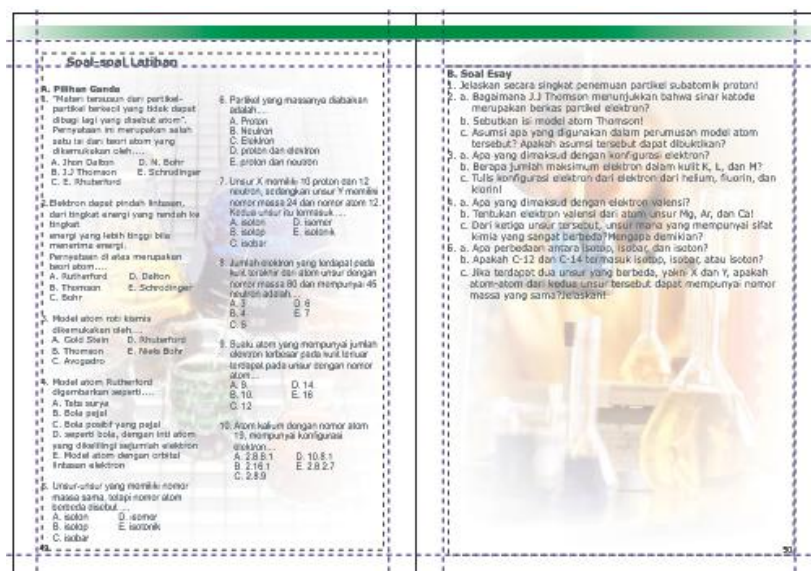 Soal-soal Latihan
A. Pilihan Ganda
1. "Materi tersusun dari partikel-
partikel terkecil yang tidak dapat
dibagi lagi yang disebut atom".
Pernyataan ini merupakan salah
satu isi dari teori atom yang
dikemukakan oleh.....
A. Jhon Dalton D. N. Bohr
B. J.J Thomson E. Schrodinger
C. E. Rhuterford
2. Elektron dapat pindah lintasan,
dari tingkat energi yang rendah ke
tingkat
energi yang lebih tinggi bila
menerima energi.
Pernyataan di atas merupakan
teori atom....
A. Rutherford D. Dalton
B. Thomson E. Schrodinger
C. Bohr
3. Model atom roti kismis
dikemukakan oleh....
A. Gold Stein D. Rhuterford
B. Thomson E. Niels Bohr
C. Avogadro
4. Model atom Rutherford
digambarkan seperti....
A. Tata surya
B. Bola pejal
C. Bola positif yang pejal
D. seperti bola, dengan inti atom
yang dikelilingi sejumlah elektron
E. Model atom dengan orbital
lintasan elektron
5. Unsur-unsur yang memiliki nomor
massa sama, tetapi nomor atom
berbeda disebut ....
A. isoton D. isomer
B. isotop E. isotonik
C. isobar
6. Partikel yang massanya diabaikan
adalah....
A. Proton
B. Neutron
C. Elektron
D. proton dan elektron
E. proton dan neutron
7. Unsur X memiliki 10 proton dan 12
neutron, sedangkan unsur Y memiliki
nomor massa 24 dan nomor atom 12.
Kedua unsur itu termasuk....
A. isoton D. isomer
B. isotop E. isotonik
C. isobar
8. Jumlah elektron yang terdapat pada
kulit terakhir dari atom unsur dengan
nomor massa 80 dan mempunyai 45
neutron adalah....
A. 3 D. 6
B. 4 E. 7
C. 5
9. Suatu atom yang mempunyai jumlah
elektron terbesar pada kulit terluar
terdapat pada unsur dengan nomor
atom....
A. 9. D. 14
B. 10. E. 16
C. 12
10. Atom kalium dengan nomor atom
19, mempunyai konfigurasi
elektron....
A. 2.8.8.1 D. 10.8.1
B. 2.16.1 E. 2.8.2.7
C. 2.8.9
49
B. Soal Esay
1. Jelaskan secara singkat penemuan partikel subatomik proton!
2. a. Bagaimana J.J Thomson menunjukkan bahwa sinar katode
merupakan berkas partikel elektron?
b. Sebutkan isi model atom Thomson!
c. Asumsi apa yang digunakan dalam perumusan model atom
tersebut? Apakah asumsi tersebut dapat dibuktikan?
3. a. Apa yang dimaksud dengan konfigurasi elektron?
b. Berapa jumlah maksimum elektron dalam kulit K, L, dan M?
c. Tulis konfigurasi elektron dari elektron dari helium, fluorin, dan
klorin!
4. a. Apa yang dimaksud dengan elektron valensi?
b. Tentukan elektron valensi dari atom unsur Mg, Ar, dan Ca!
c. Dari ketiga unsur tersebut, unsur mana yang mempunyai sifat
kimia yang sangat berbeda? Mengapa demikian?
5. a. Apa perbedaan antara isotop, isobar, dan isoton?
b. Apakah C-12 dan C-14 termasuk isotop, isobar, atau isoton?
c. Jika terdapat dua unsur yang berbeda, yakni X dan Y, apakah
atom-atom dari kedua unsur tersebut dapat mempunyai nomor
massa yang sama? Jelaskan!
50